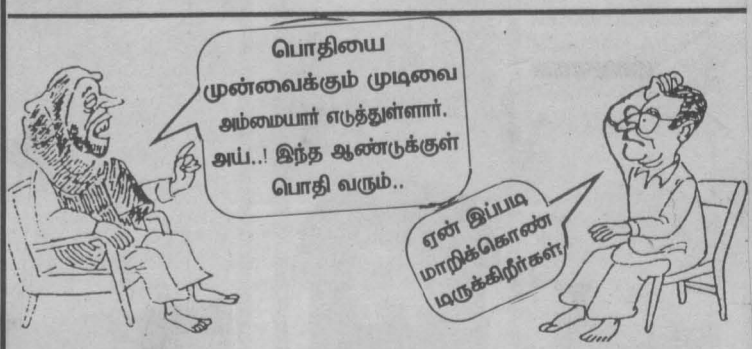 பொதியை
முன்வைக்கும் முடிவை
அம்மையார் எடுத்துள்ளார்.
அய்..! இந்த ஆண்டுக்குள்
பொதி வரும்..
ஏன் இப்படி
மாறிக்கொண்
டிருக்கிறீர்கள்